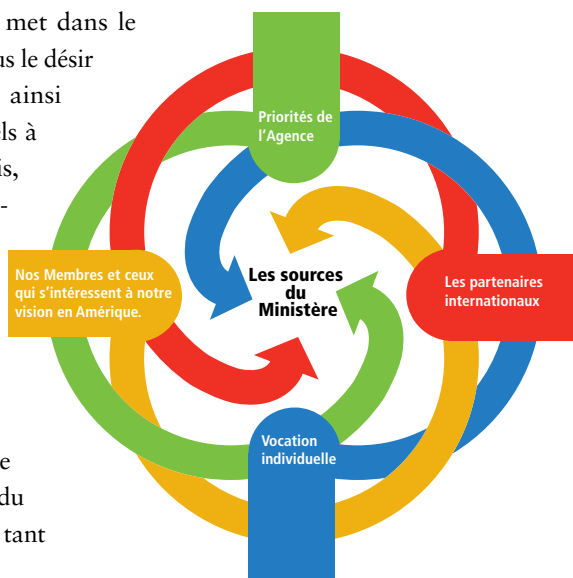 met dans le
us le désir
ainsi
els à
is,
-
Priorités de
l'Agence
Nos Membres et ceux
qui s'intéressent à notre
vision en Amérique.
Les sources
du
Ministère
Les partenaires
internationaux
Vocation
individuelle
e
du
tant